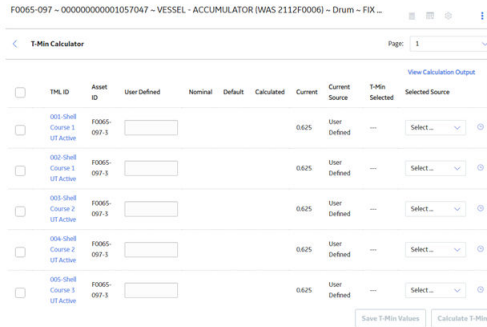 F0065-097 ~ 000000000001057047 ~ VESSEL - ACCUMULATOR (WAS 2112F0006) ~ Drum ~ FIX ...
T-Min Calculator
Page: 1
View Calculation Output
TML ID Asset ID User Defined Nominal Default Calculated Current Current Source T-Min Selected Selected Source
001-Shell Course 1 UT Active F0065-097-3 0.625 User Defined --- Select ...
002-Shell Course 1 UT Active F0065-097-3 0.625 User Defined --- Select ...
003-Shell Course 2 UT Active F0065-097-3 0.625 User Defined --- Select ...
004-Shell Course 2 UT Active F0065-097-3 0.625 User Defined --- Select ...
005-Shell Course 3 UT Active F0065-097-3 0.625 User Defined --- Select ...
Save T-Min Values Calculate T-Min